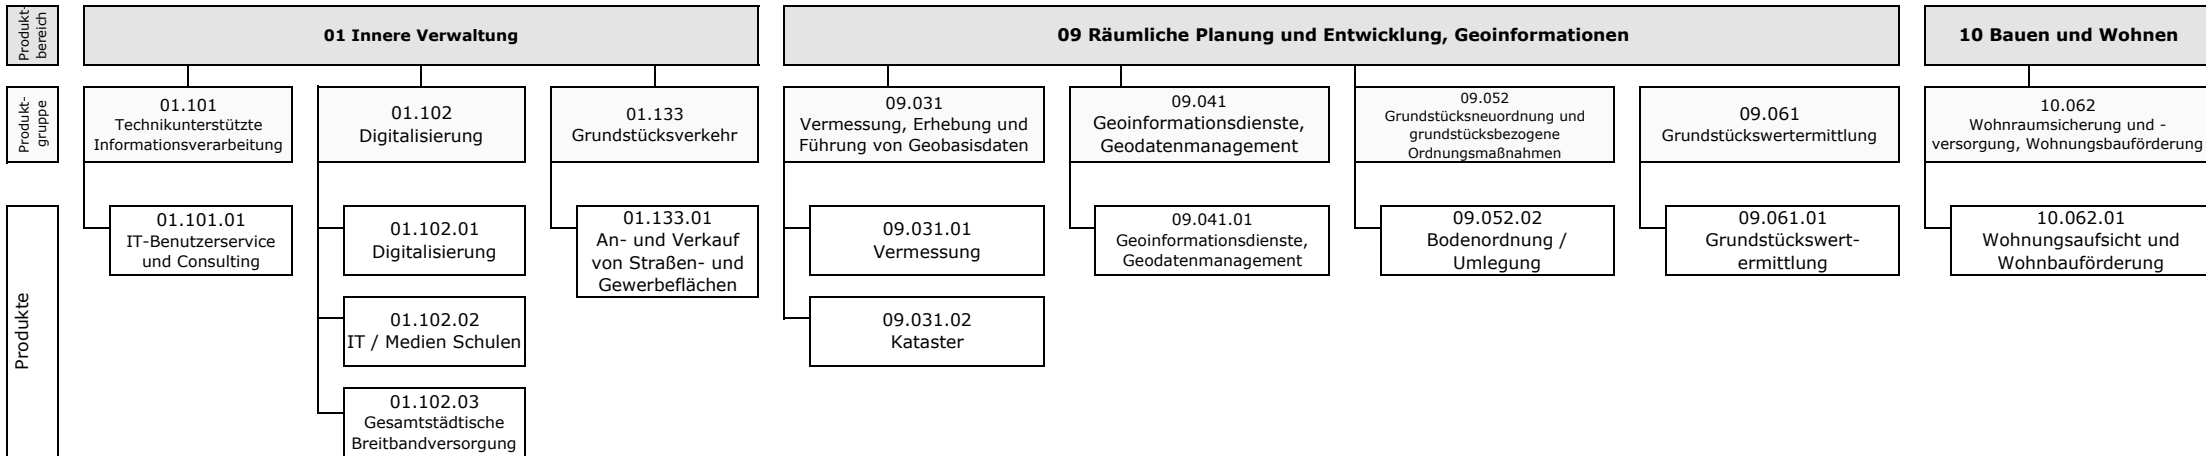 Produkt-
bereich
01 Innere Verwaltung
09 Räumliche Planung und Entwicklung, Geoinformationen
10 Bauen und Wohnen
Produkt-
gruppe
01.101
Technikunterstützte
Informationsverarbeitung
01.102
Digitalisierung
01.133
Grundstücksverkehr
09.031
Vermessung, Erhebung und
Führung von Geobasisdaten
09.041
Geoinformationsdienste,
Geodatenmanagement
09.052
Grundstücksneuordnung und
grundstücksbezogene
Ordnungsmaßnahmen
09.061
Grundstückswertermittlung
10.062
Wohnraumsicherung und -
versorgung, Wohnungsbauförderung
Produkte
01.101.01
IT-Benutzerservice
und Consulting
01.102.01
Digitalisierung
01.133.01
An- und Verkauf
von Straßen- und
Gewerbeflächen
09.031.01
Vermessung
09.041.01
Geoinformationsdienste,
Geodatenmanagement
09.052.02
Bodenordnung /
Umlegung
09.061.01
Grundstückswert-
ermittlung
10.062.01
Wohnungsaufsicht und
Wohnbauförderung
01.102.02
IT / Medien Schulen
09.031.02
Kataster
01.102.03
Gesamtstädtische
Breitbandversorgung